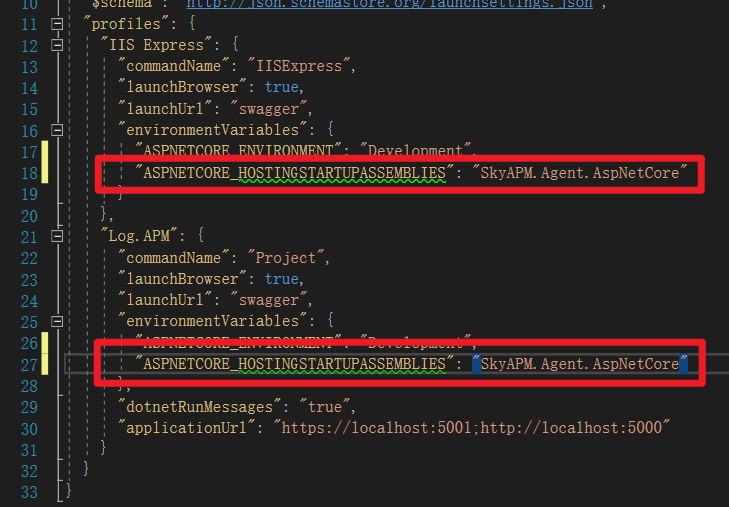 10 $schema": "http://json.schemastore.org/launchsettings.json",
11 "profiles": {
12 "IIS Express": {
13 "commandName": "IISExpress",
14 "launchBrowser": true,
15 "launchUrl": "swagger",
16 "environmentVariables": {
17 "ASPNETCORE_ENVIRONMENT": "Development",
18 "ASPNETCORE_HOSTINGSTARTUPASSEMBLIES": "SkyAPM.Agent.AspNetCore"
19 }
20 },
21 "Log.APM": {
22 "commandName": "Project",
23 "launchBrowser": true,
24 "launchUrl": "swagger",
25 "environmentVariables": {
26 "ASPNETCORE_ENVIRONMENT": "Development",
27 "ASPNETCORE_HOSTINGSTARTUPASSEMBLIES": "SkyAPM.Agent.AspNetCore"
28 },
29 "dotnetRunMessages": "true",
30 "applicationUrl": "https://localhost:5001;http://localhost:5000"
31 }
32 }
33 }